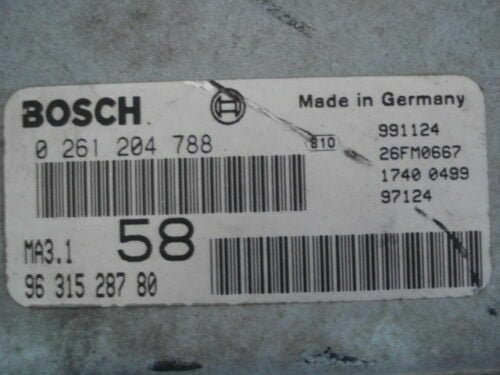 BOSCH
Made in Germany
0 261 204 788
S10
991124
26FM0667
1740 0499
97124
MA3.1
58
96 315 287 80